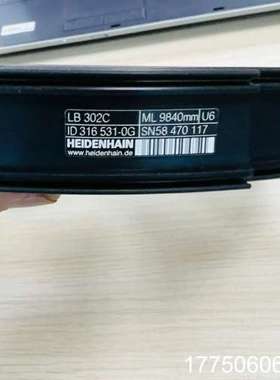 LB 302C ML 9840mm U6
ID 316 531-0G SN58 470 117
HEIDENHAIN
www.heidenhain.de
17750606